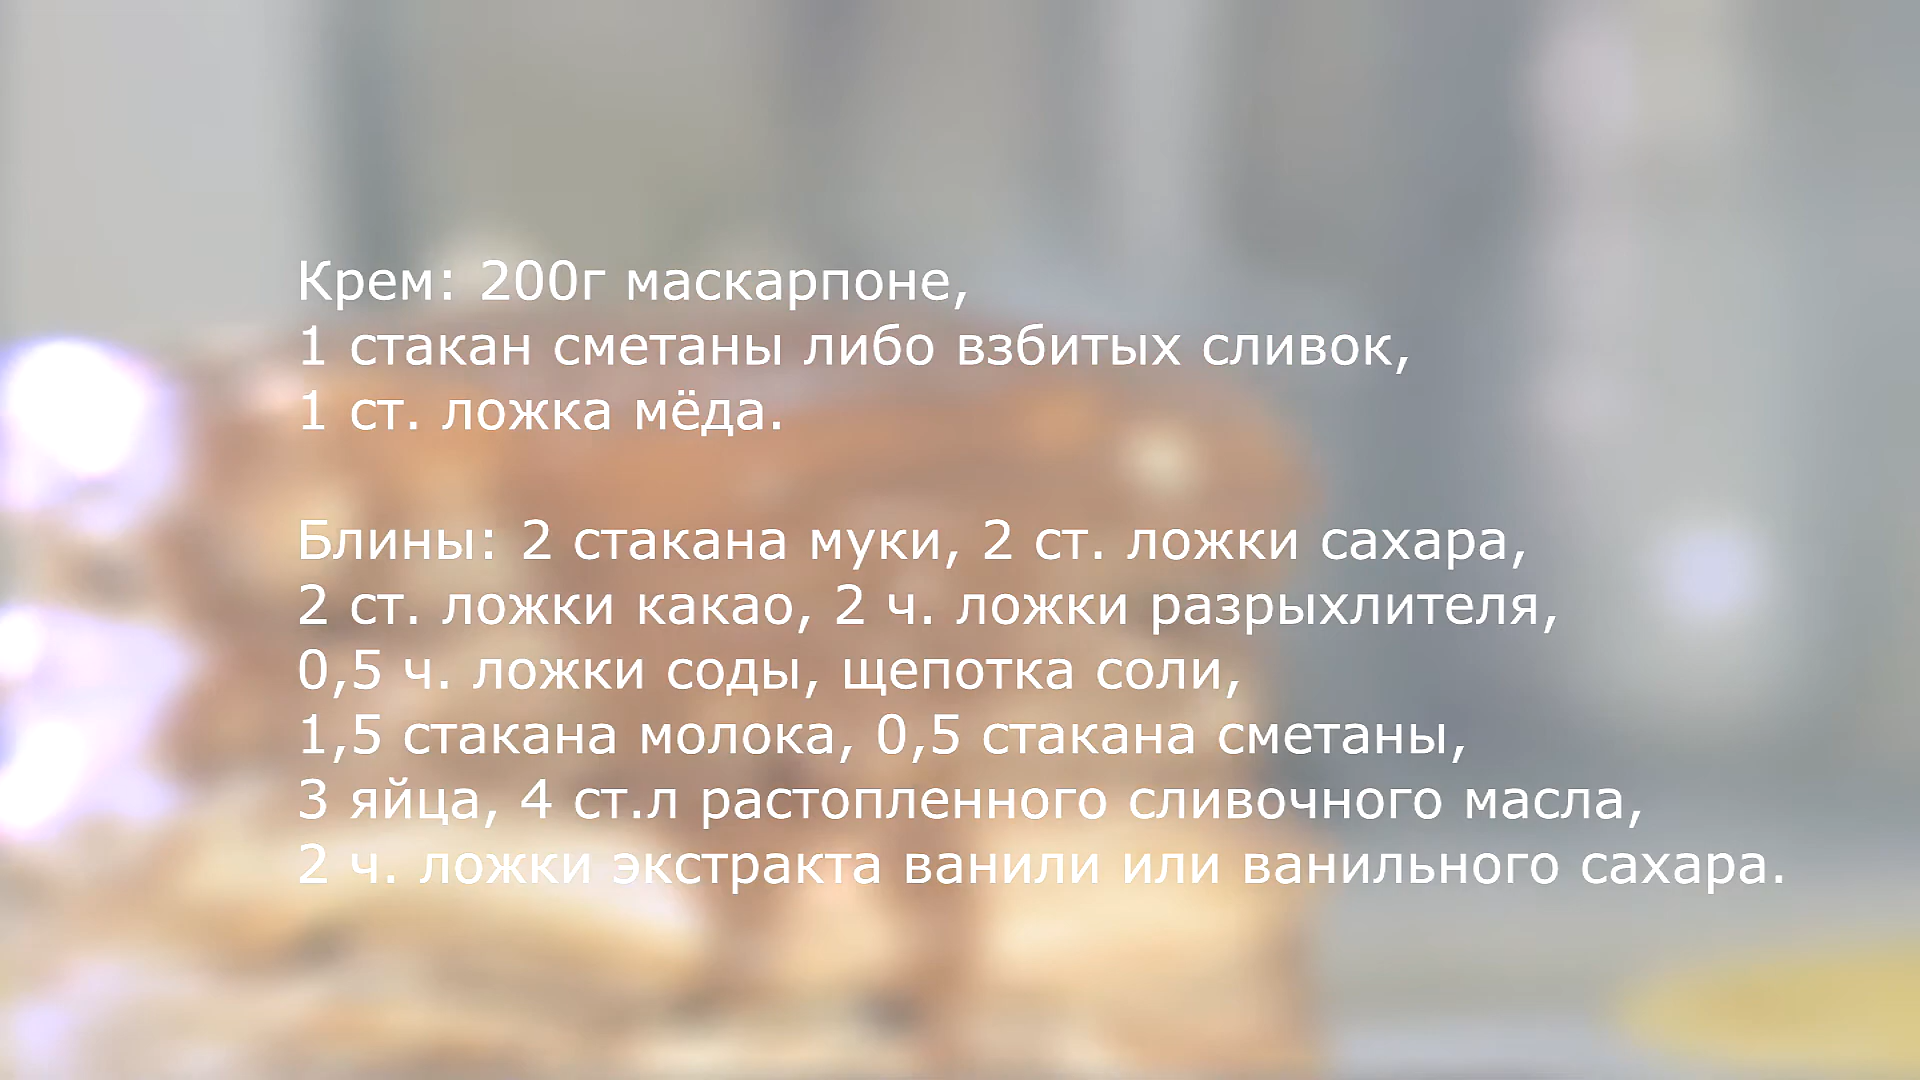 Крем: 200г маскарпоне,
1 стакан сметаны либо взбитых сливок,
1 ст. ложка мёда.
Блины: 2 стакана муки, 2 ст. ложки сахара,
2 ст. ложки какао, 2 ч. ложки разрыхлителя,
0,5 ч. ложки соды, щепотка соли,
1,5 стакана молока, 0,5 стакана сметаны,
3 яйца, 4 ст.л растопленного сливочного масла,
2 ч. ложки экстракта ванили или ванильного сахара.